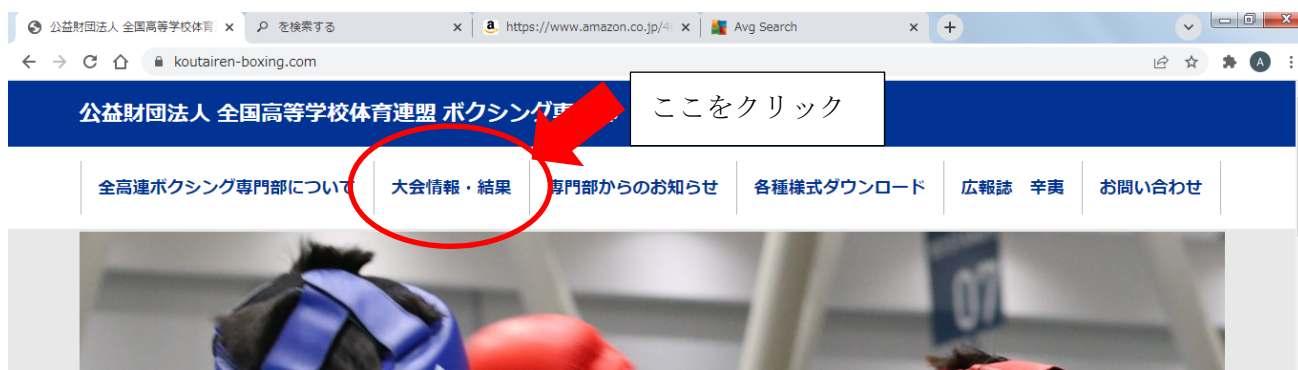 公益財団法人 全国高等学校体育 を検索する https://www.amazon.co.jp/4 Avg Search
koutairen-boxing.com A
公益財団法人 全国高等学校体育連盟 ボクシング専
ここをクリック
全高連ボクシング専門部について 大会情報・結果 専門部からのお知らせ 各種様式ダウンロード 広報誌 辛夷 お問い合わせ
07